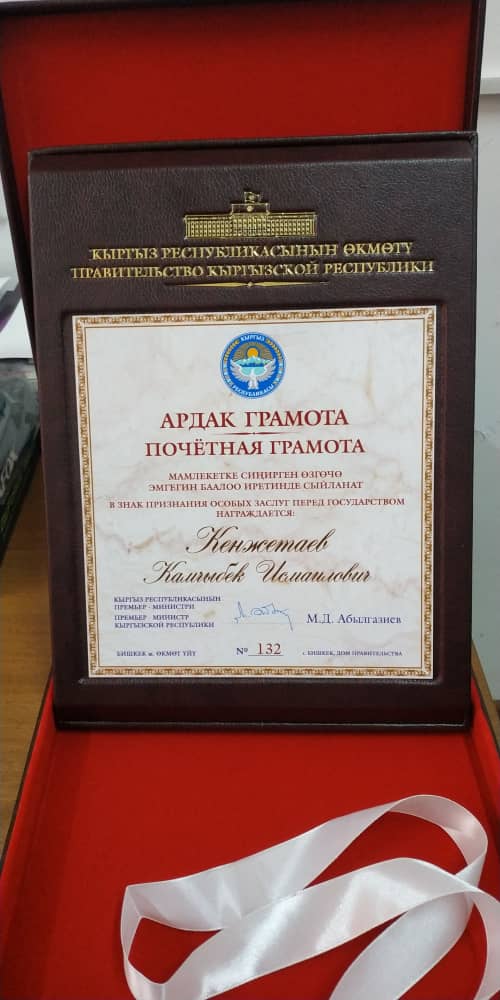 КЫРГЫЗ РЕСПУБЛИКАСЫНЫН ӨКМӨТҮ
ПРАВИТЕЛЬСТВО КЫРГЫЗСКОЙ РЕСПУБЛИКИ
АРДАК ГРАМОТА
ПОЧЁТНАЯ ГРАМОТА
МАМЛЕКЕТКЕ СИҢИРГЕН ӨЗГӨЧӨ
ЭМГЕГИН БААЛОО ИРЕТИНДЕ СЫЙЛАНАТ
В ЗНАК ПРИЗНАНИЯ ОСОБЫХ ЗАСЛУГ ПЕРЕД ГОСУДАРСТВОМ
НАГРАЖДАЕТСЯ:
Кенжетаев
Камчыбек Исмаилович
КЫРГЫЗ РЕСПУБЛИКАСЫНЫН
ПРЕМЬЕР - МИНИСТРИ
ПРЕМЬЕР - МИНИСТР
КЫРГЫЗСКОЙ РЕСПУБЛИКИ
М.Д. Абылгазиев
БИШКЕК ш. ӨКМӨТ ҮЙҮ
№ 132
г. БИШКЕК, ДОМ ПРАВИТЕЛЬСТВА